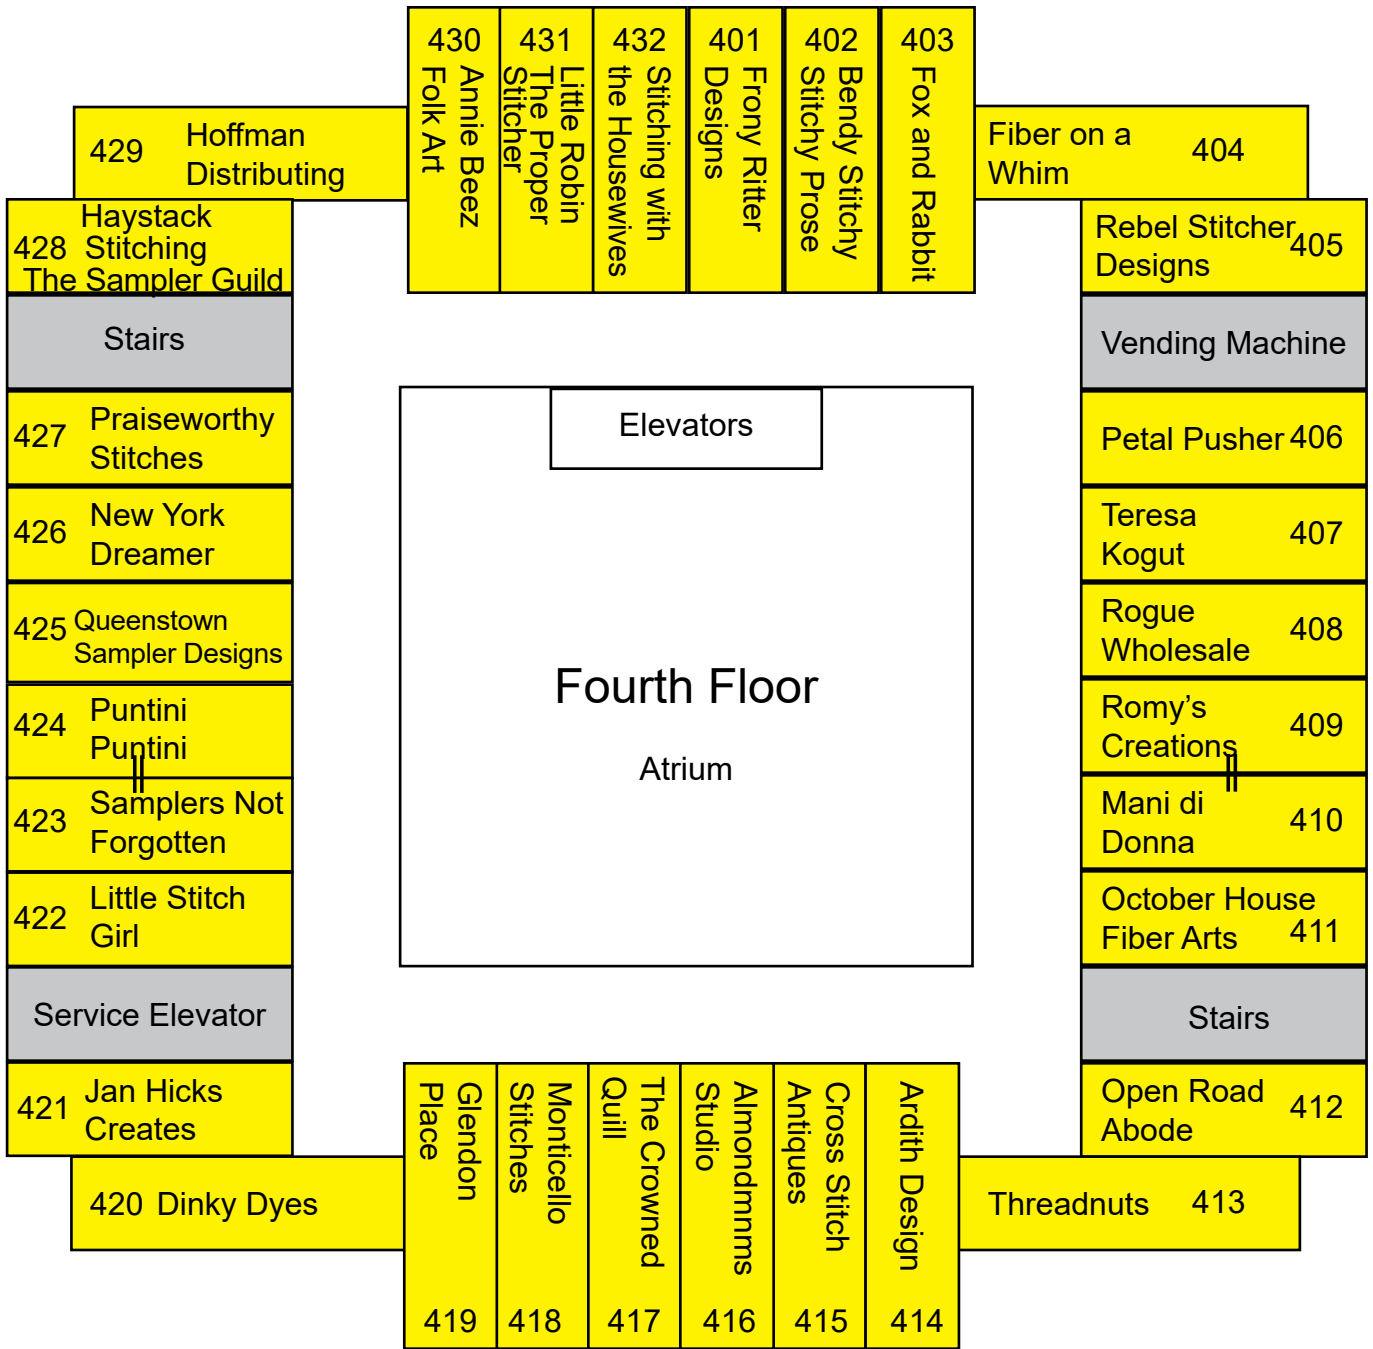 430
Annie Beez
Folk Art
431
Little Robin
The Proper
Stitcher
432
Stitching with
the Housewives
401
Frony Ritter
Designs
402
Bendy Stitchy
Stitchy Prose
403
Fox and Rabbit
429
Hoffman
Distributing
Fiber on a
Whim
404
Haystack
428 Stitching
The Sampler Guild
Rebel Stitcher
Designs
405
Stairs
Vending Machine
427
Praiseworthy
Stitches
Elevators
Petal Pusher 406
426
New York
Dreamer
Teresa
Kogut
407
425
Queenstown
Sampler Designs
Rogue
Wholesale
408
424
Puntini
Puntini
Fourth Floor
Atrium
Romy's
Creations
409
423
Samplers Not
Forgotten
Mani di
Donna
410
422
Little Stitch
Girl
October House
Fiber Arts
411
Service Elevator
Stairs
421
Jan Hicks
Creates
Open Road
Abode
412
420 Dinky Dyes
Glendon
Place
419
Monticello
Stitches
418
The Crowned
Quill
417
Almondmnms
Studio
416
Cross Stitch
Antiques
415
Ardith Design
414
Threadnuts
413